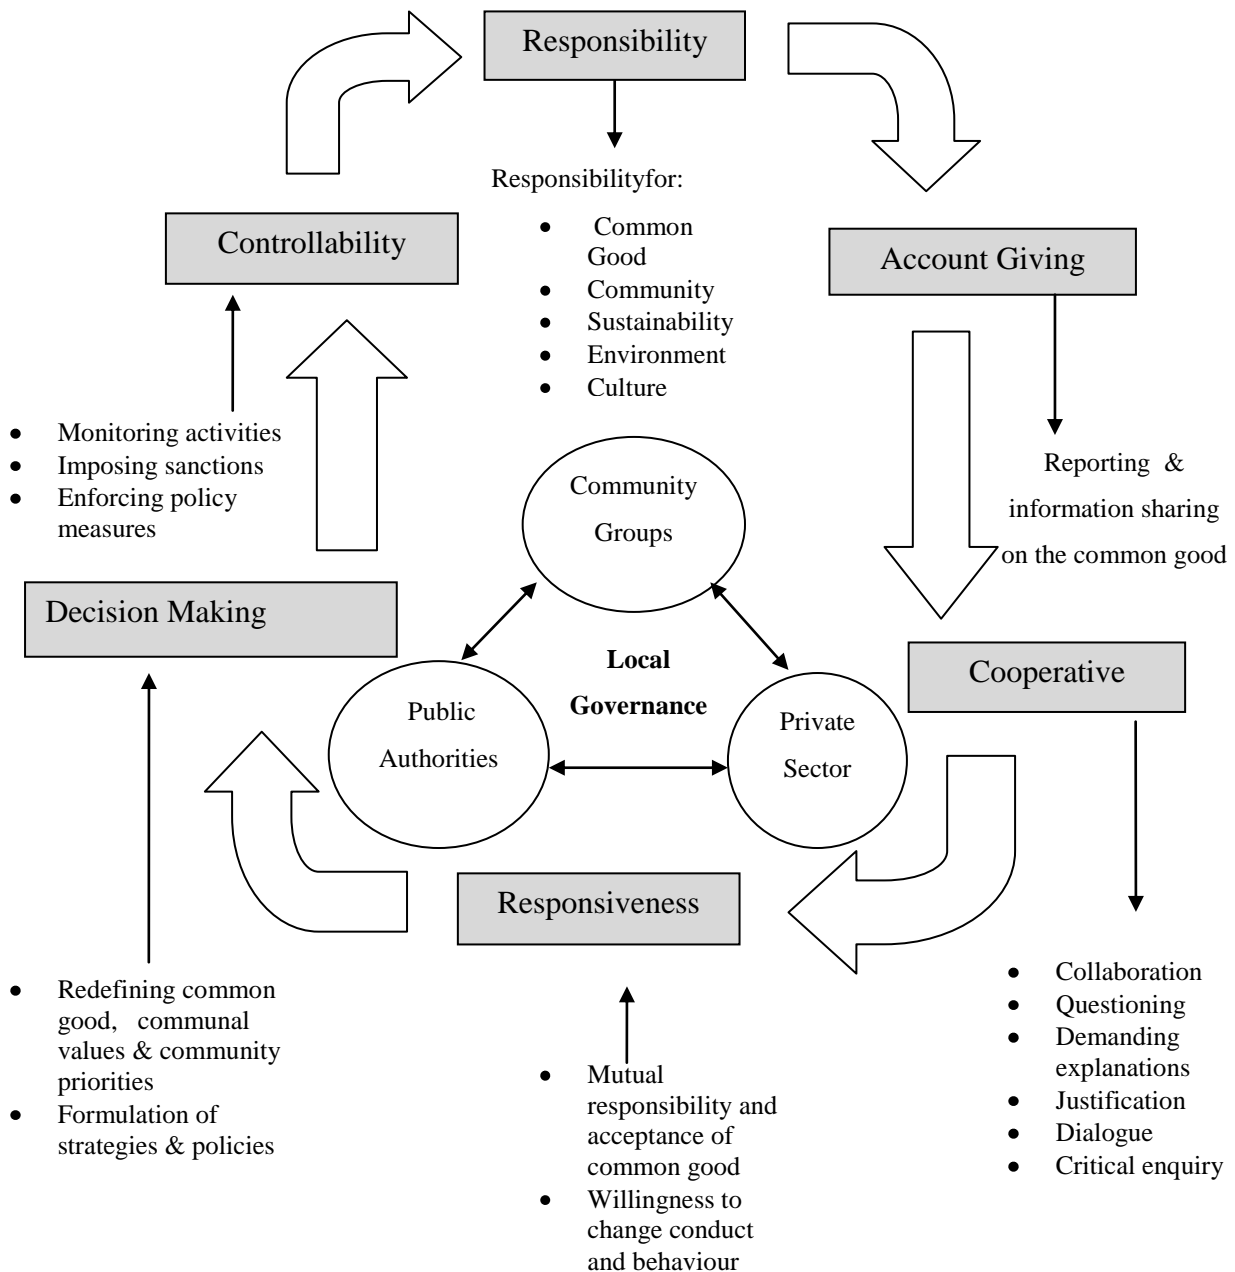 Responsibility
Responsibilityfor:
● Common
Good
● Community
● Sustainability
● Environment
● Culture
Account Giving
Reporting &
information sharing
on the common good
Cooperative
● Collaboration
● Questioning
● Demanding
explanations
● Justification
● Dialogue
● Critical enquiry
Responsiveness
● Mutual
responsibility and
acceptance of
common good
● Willingness to
change conduct
and behaviour
Decision Making
● Redefining common
good, communal
values & community
priorities
● Formulation of
strategies & policies
Controllability
● Monitoring activities
● Imposing sanctions
● Enforcing policy
measures
Community
Groups
Local
Governance
Public
Authorities
Private
Sector